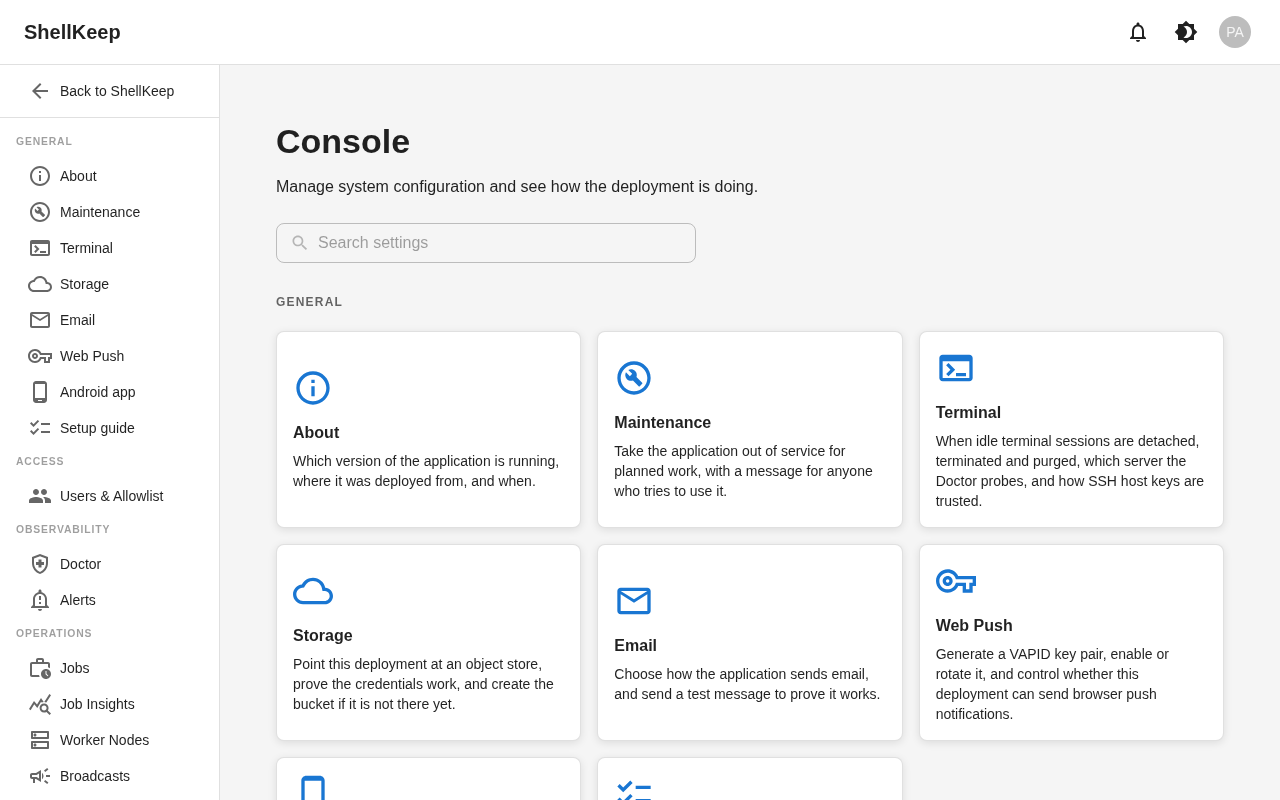 ShellKeep
PA
Back to ShellKeep
GENERAL
About
Maintenance
Terminal
Storage
Email
Web Push
Android app
Setup guide
ACCESS
Users & Allowlist
OBSERVABILITY
Doctor
Alerts
OPERATIONS
Jobs
Job Insights
Worker Nodes
Broadcasts
Console
Manage system configuration and see how the deployment is doing.
Search settings
GENERAL
About
Which version of the application is running,
where it was deployed from, and when.
Maintenance
Take the application out of service for
planned work, with a message for anyone
who tries to use it.
Terminal
When idle terminal sessions are detached,
terminated and purged, which server the
Doctor probes, and how SSH host keys are
trusted.
Storage
Point this deployment at an object store,
prove the credentials work, and create the
bucket if it is not there yet.
Email
Choose how the application sends email,
and send a test message to prove it works.
Web Push
Generate a VAPID key pair, enable or
rotate it, and control whether this
deployment can send browser push
notifications.